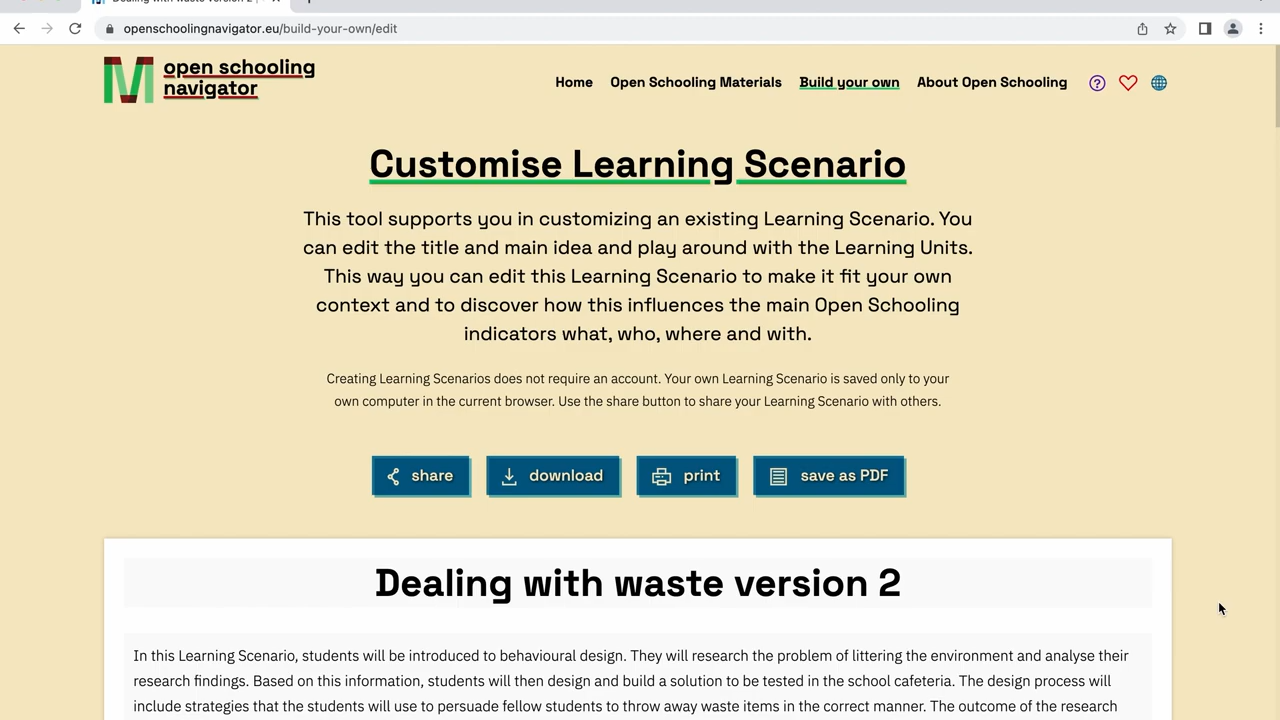 Dealing with waste version 2 |
openschoolingnavigator.eu/build-your-own/edit
open schooling
navigator
Home Open Schooling Materials Build your own About Open Schooling
Customise Learning Scenario
This tool supports you in customizing an existing Learning Scenario. You
can edit the title and main idea and play around with the Learning Units.
This way you can edit this Learning Scenario to make it fit your own
context and to discover how this influences the main Open Schooling
indicators what, who, where and with.
Creating Learning Scenarios does not require an account. Your own Learning Scenario is saved only to your
own computer in the current browser. Use the share button to share your Learning Scenario with others.
share download print save as PDF
Dealing with waste version 2
In this Learning Scenario, students will be introduced to behavioural design. They will research the problem of littering the environment and analyse their
research findings. Based on this information, students will then design and build a solution to be tested in the school cafeteria. The design process will
include strategies that the students will use to persuade fellow students to throw away waste items in the correct manner. The outcome of the research